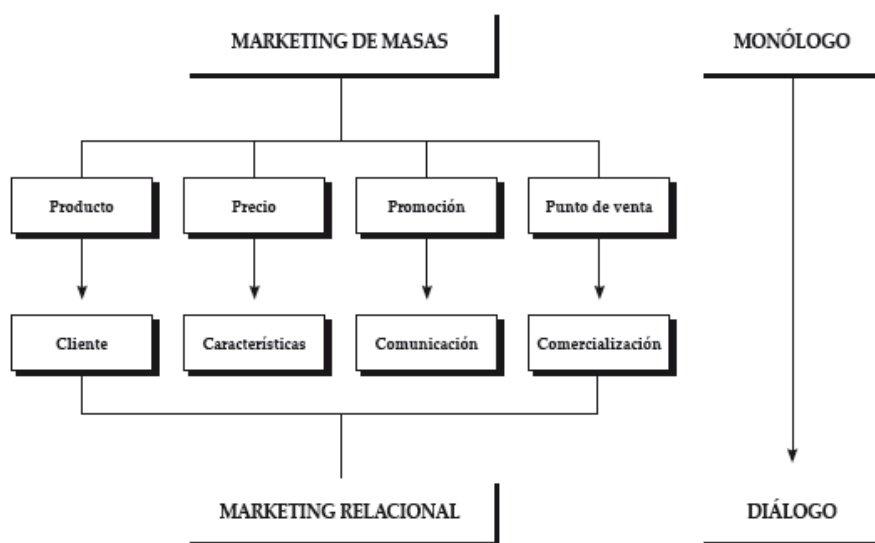 MARKETING DE MASAS
MONÓLOGO
Producto
Precio
Promoción
Punto de venta
Cliente
Características
Comunicación
Comercialización
MARKETING RELACIONAL
DIÁLOGO